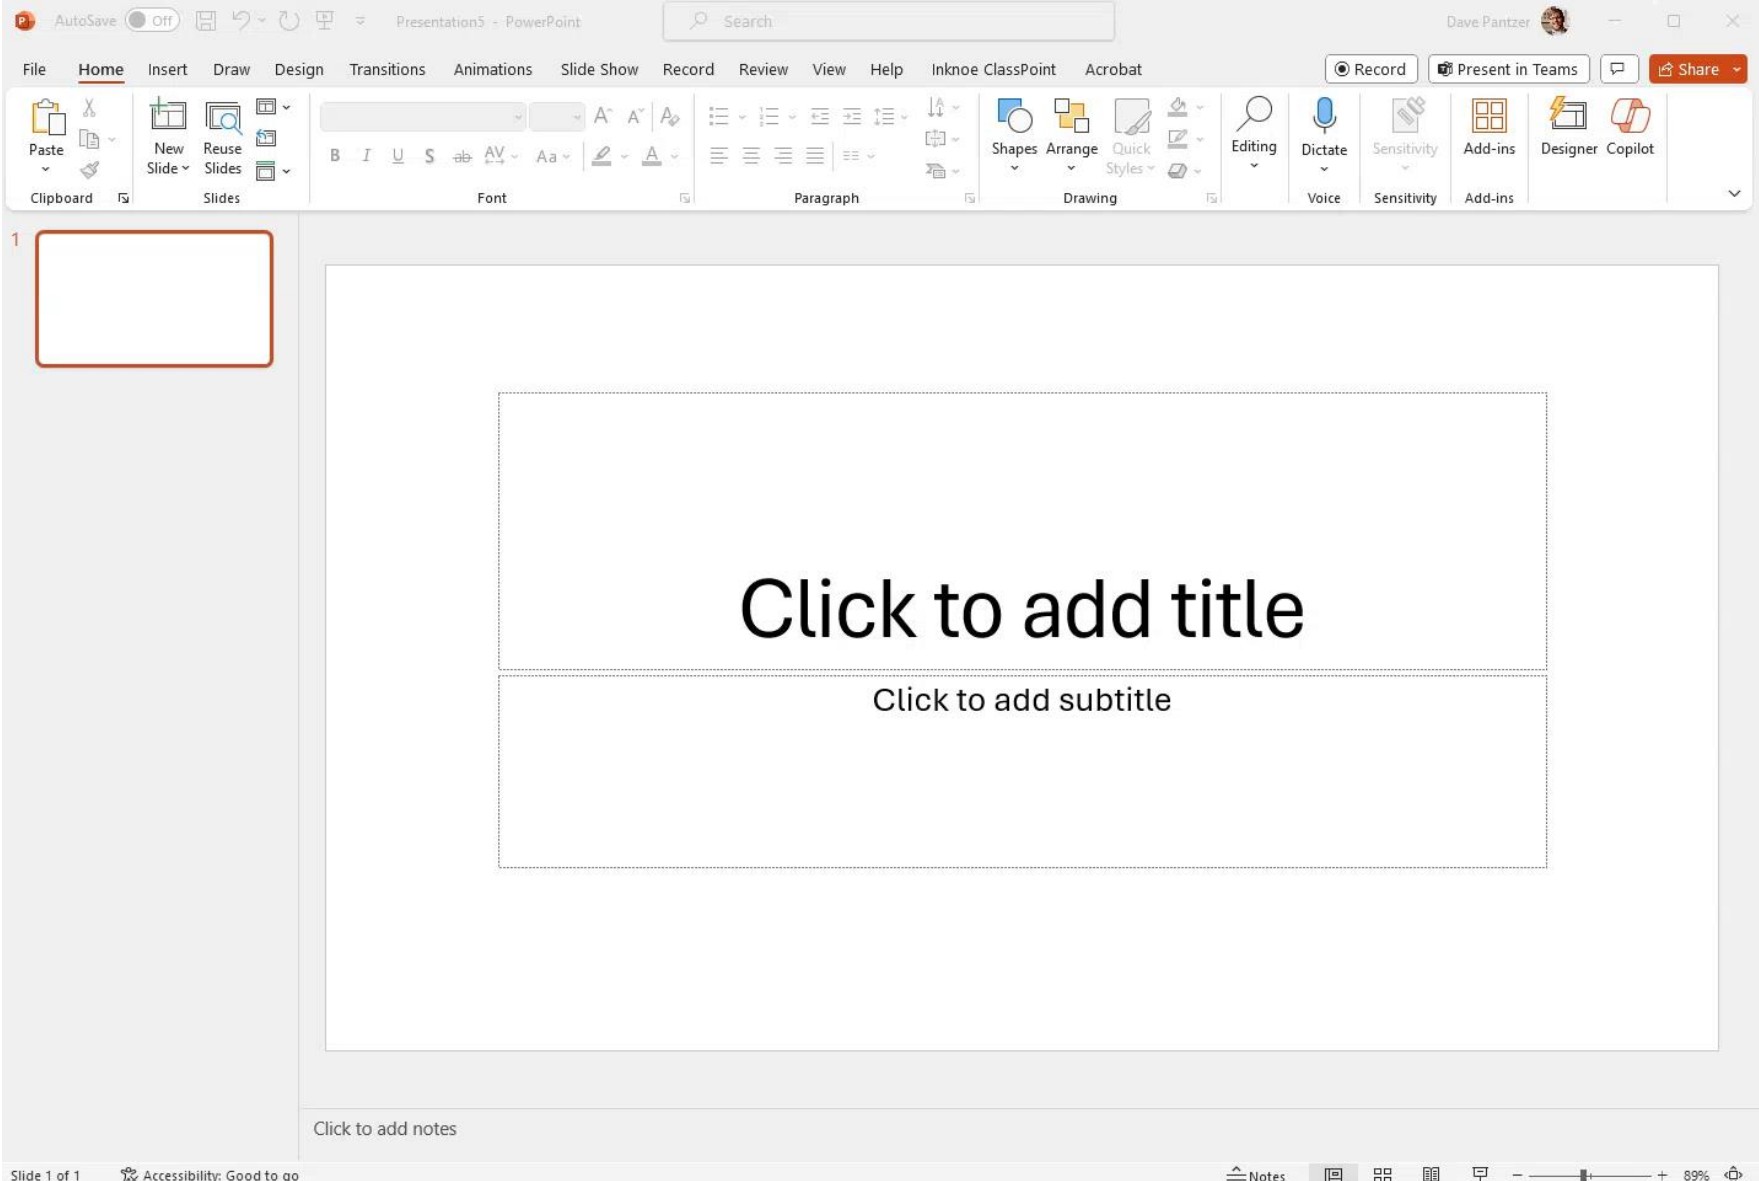 AutoSave Off Presentation5 - PowerPoint Search Dave Pantzer
File Home Insert Draw Design Transitions Animations Slide Show Record Review View Help Inknoe ClassPoint Acrobat Record Present in Teams Share
Paste New Slide Reuse Slides B I U S ab AV Aa A Shapes Arrange Quick Styles Editing Dictate Sensitivity Add-ins Designer Copilot
Clipboard Slides Font Paragraph Drawing Voice Sensitivity Add-ins
1
Click to add title
Click to add subtitle
Click to add notes
Slide 1 of 1 Accessibility: Good to go Notes 89%